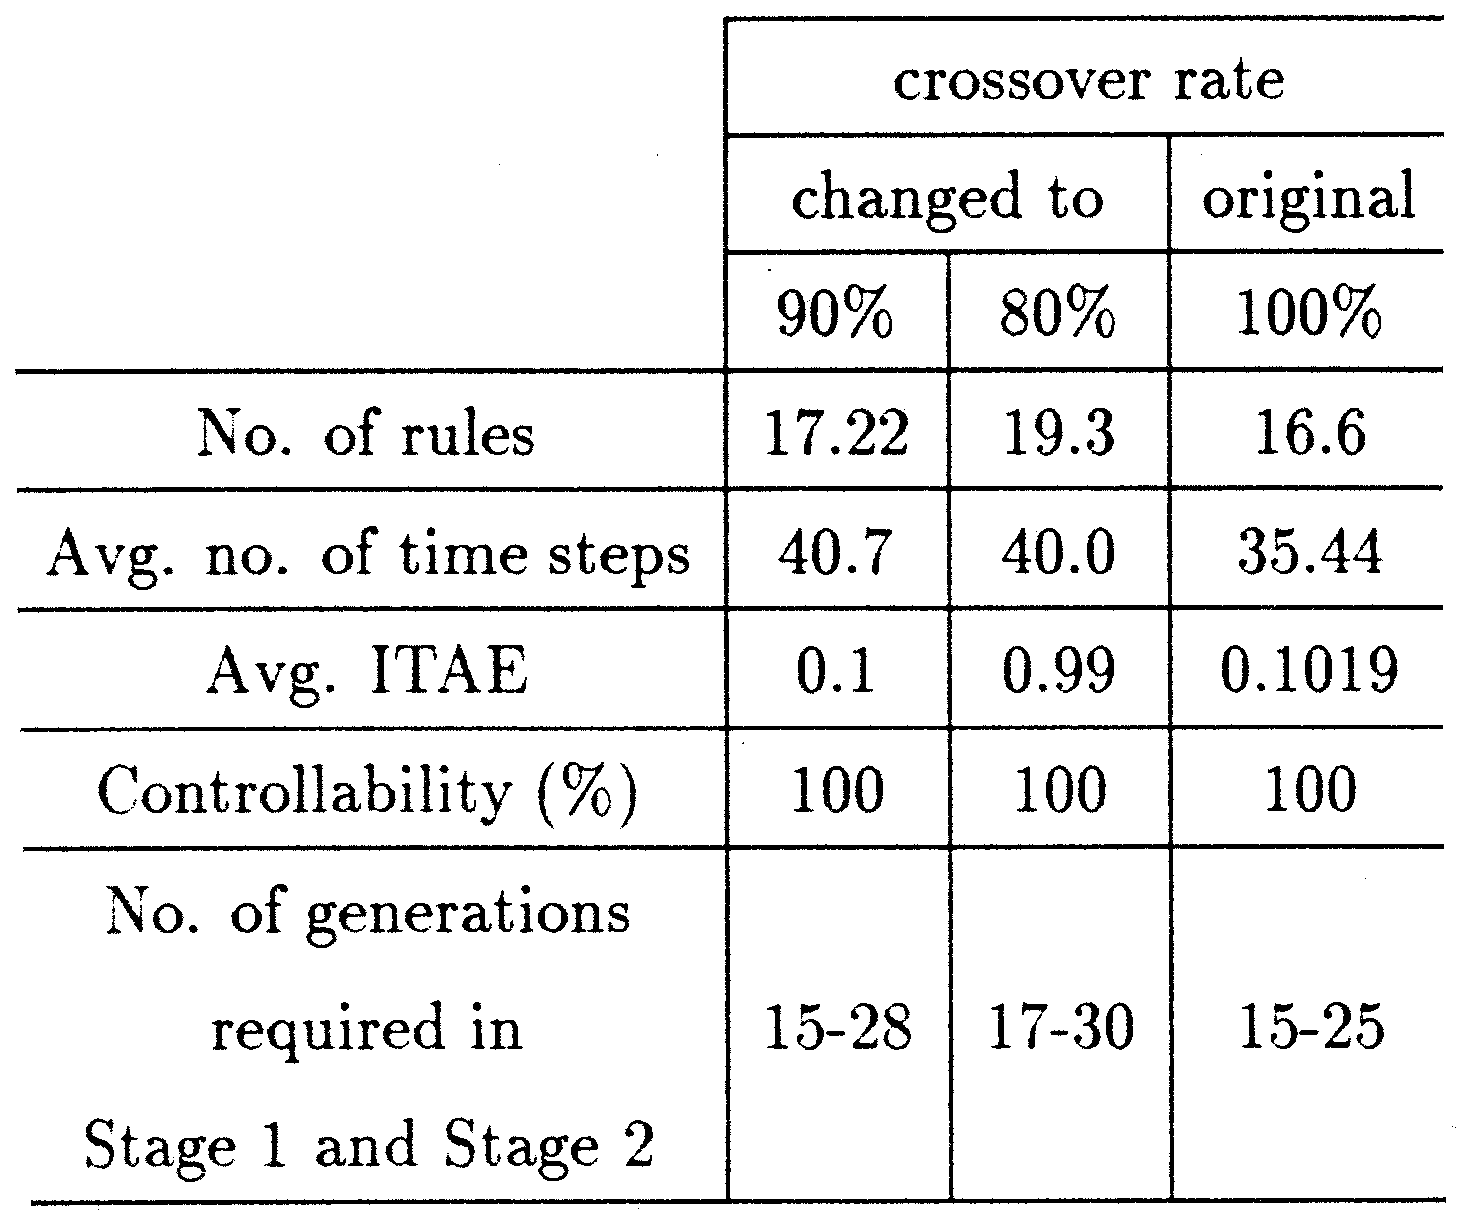 crossover rate
changed to original
90% 80% 100%
No. of rules 17.22 19.3 16.6
Avg. no. of time steps 40.7 40.0 35.44
Avg. ITAE 0.1 0.99 0.1019
Controllability (%) 100 100 100
No. of generations
required in 15-28 17-30 15-25
Stage 1 and Stage 2